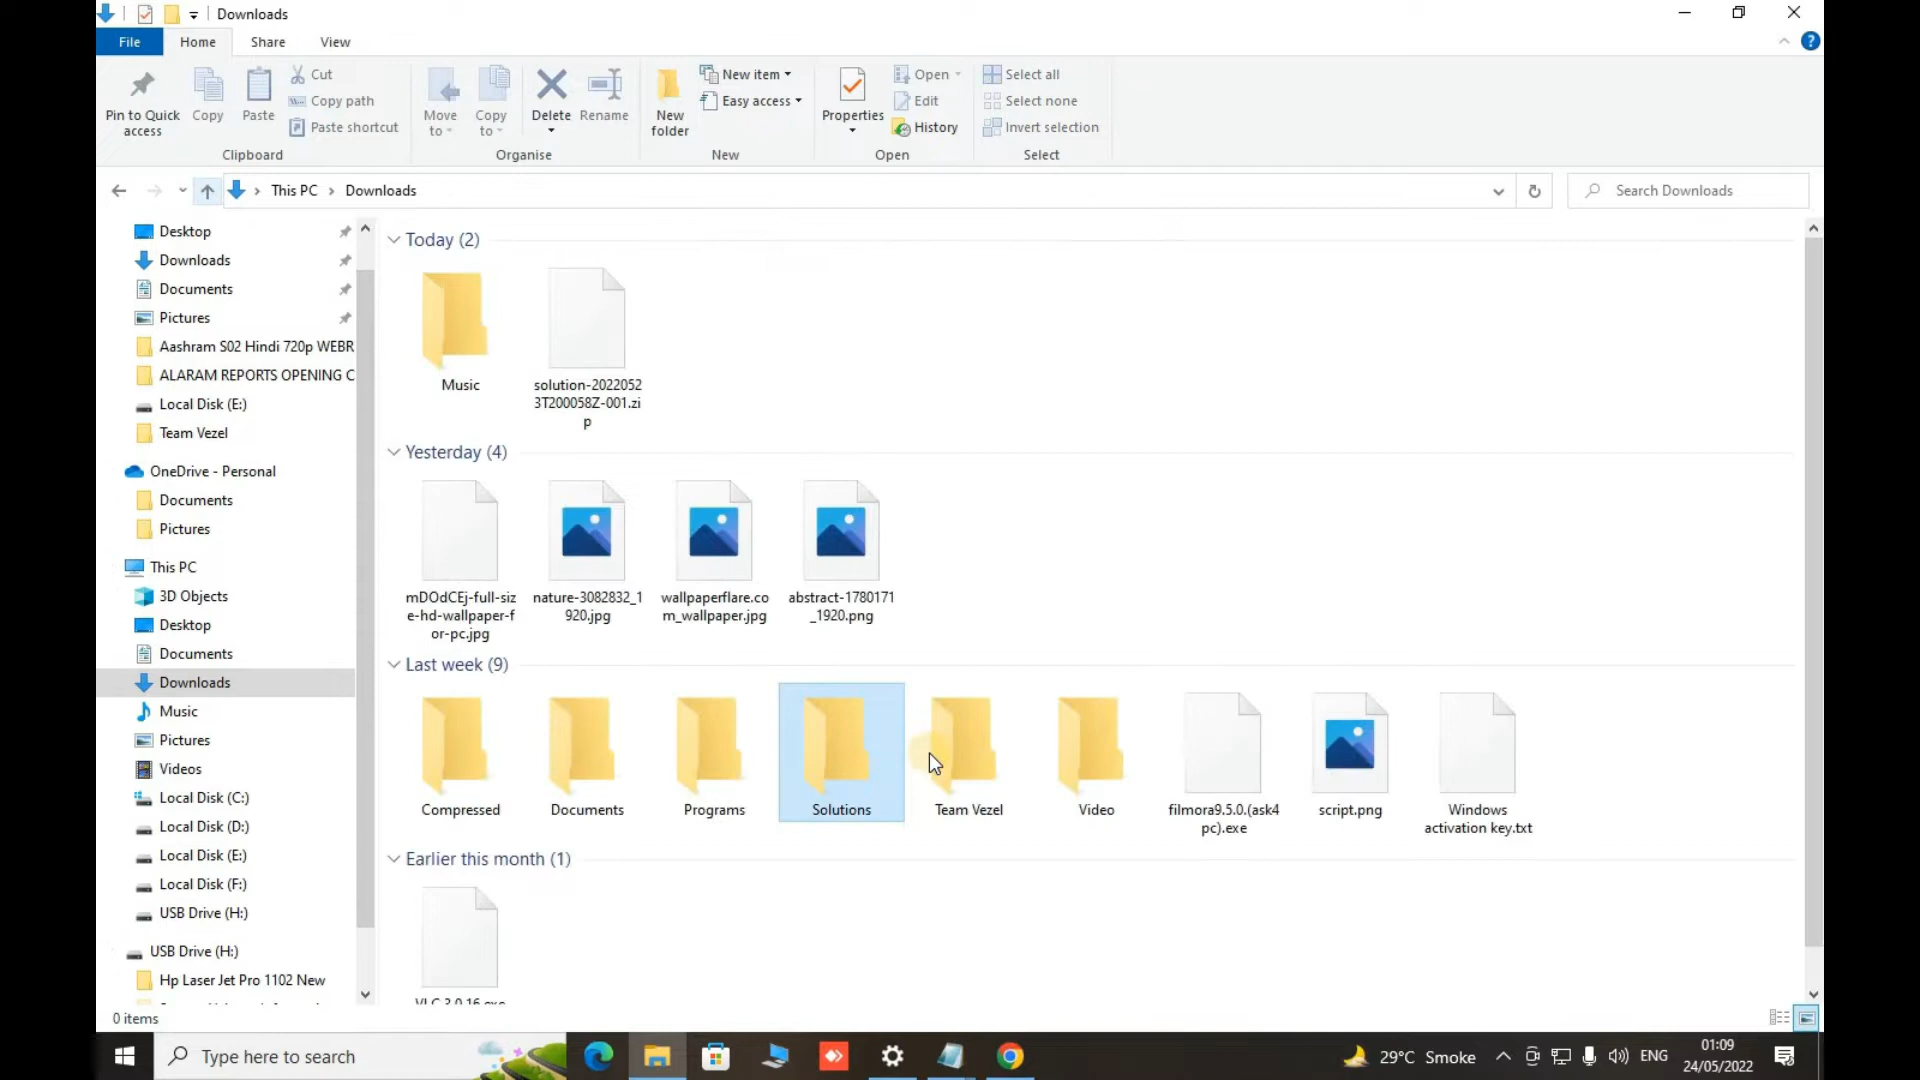 Downloads
File Home Share View
Pin to Quick access
Copy
Paste
Cut
Copy path
Paste shortcut
Clipboard
Move to
Copy to
Delete
Rename
Organise
New folder
New item
Easy access
New
Properties
Open
Edit
History
Open
Select all
Select none
Invert selection
Select
This PC > Downloads
Search Downloads
Desktop
Downloads
Documents
Pictures
Aashram S02 Hindi 720p WEBR
ALARAM REPORTS OPENING C
Local Disk (E:)
Team Vezel
OneDrive - Personal
Documents
Pictures
This PC
3D Objects
Desktop
Documents
Downloads
Music
Pictures
Videos
Local Disk (C:)
Local Disk (D:)
Local Disk (E:)
Local Disk (F:)
USB Drive (H:)
USB Drive (H:)
Hp Laser Jet Pro 1102 New
Today (2)
Music
solution-2022052
3T200058Z-001.zi
p
Yesterday (4)
mDOdCEj-full-siz
e-hd-wallpaper-f
or-pc.jpg
nature-3082832_1
920.jpg
wallpaperflare.co
m_wallpaper.jpg
abstract-1780171
_1920.png
Last week (9)
Compressed
Documents
Programs
Solutions
Team Vezel
Video
filmora9.5.0.(ask4
pc).exe
script.png
Windows
activation key.txt
Earlier this month (1)
VLC 3.0.16.exe
0 items
Type here to search
29°C Smoke
ENG
01:09
24/05/2022